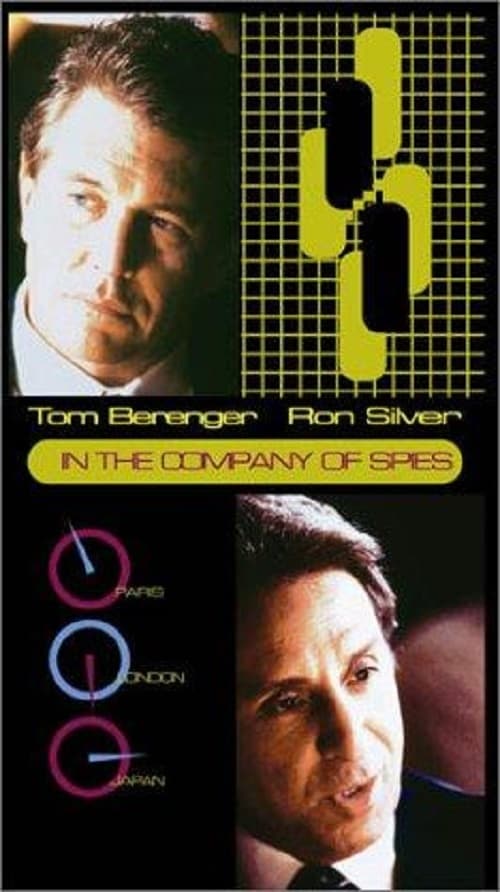 Tom Berenger Ron Silver
IN THE COMPANY OF SPIES
PARIS
LONDON
JAPAN